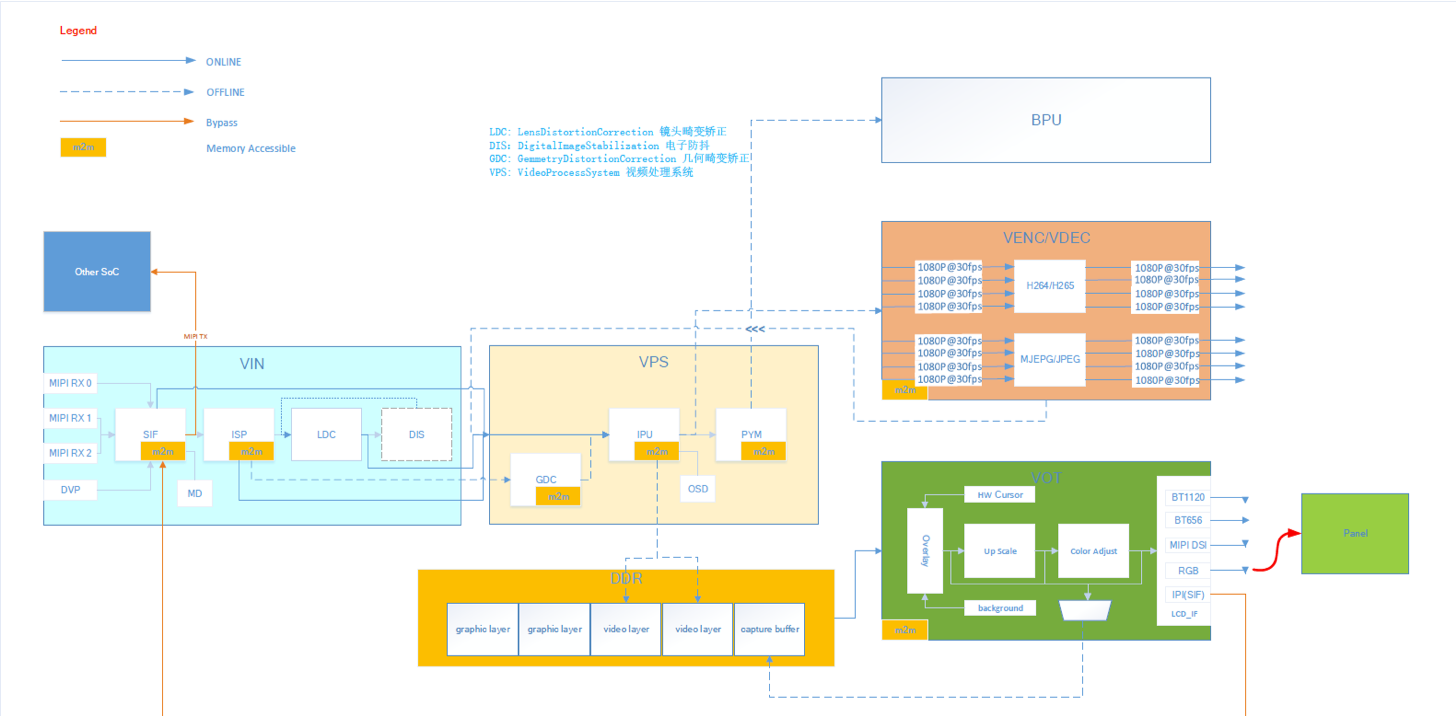 Legend
ONLINE
OFFLINE
Bypass
m2m
Memory Accessible
LDC: LensDistortionCorrection 镜头畸变矫正
DIS: DigitalImageStabilization 电子防抖
GDC: GemmetryDistortionCorrection 几何畸变矫正
VPS: VideoProcessSystem 视频处理系统
BPU
Other SoC
MIPI TX
VENC/VDEC
1080P@30fps
1080P@30fps
1080P@30fps
1080P@30fps
H264/H265
1080P@30fps
1080P@30fps
1080P@30fps
1080P@30fps
1080P@30fps
1080P@30fps
1080P@30fps
1080P@30fps
MJEPG/JPEG
1080P@30fps
1080P@30fps
1080P@30fps
1080P@30fps
m2m
<<<
VIN
MIPI RX 0
MIPI RX 1
MIPI RX 2
DVP
SIF
m2m
MD
ISP
m2m
LDC
DIS
VPS
GDC
m2m
IPU
m2m
OSD
PYM
m2m
DDR
graphic layer
graphic layer
video layer
video layer
capture buffer
VOT
HW Cursor
Overlay
Up Scale
Color Adjust
background
m2m
BT1120
BT656
MIPI DSI
RGB
IPI(SIF)
LCD_IF
Panel